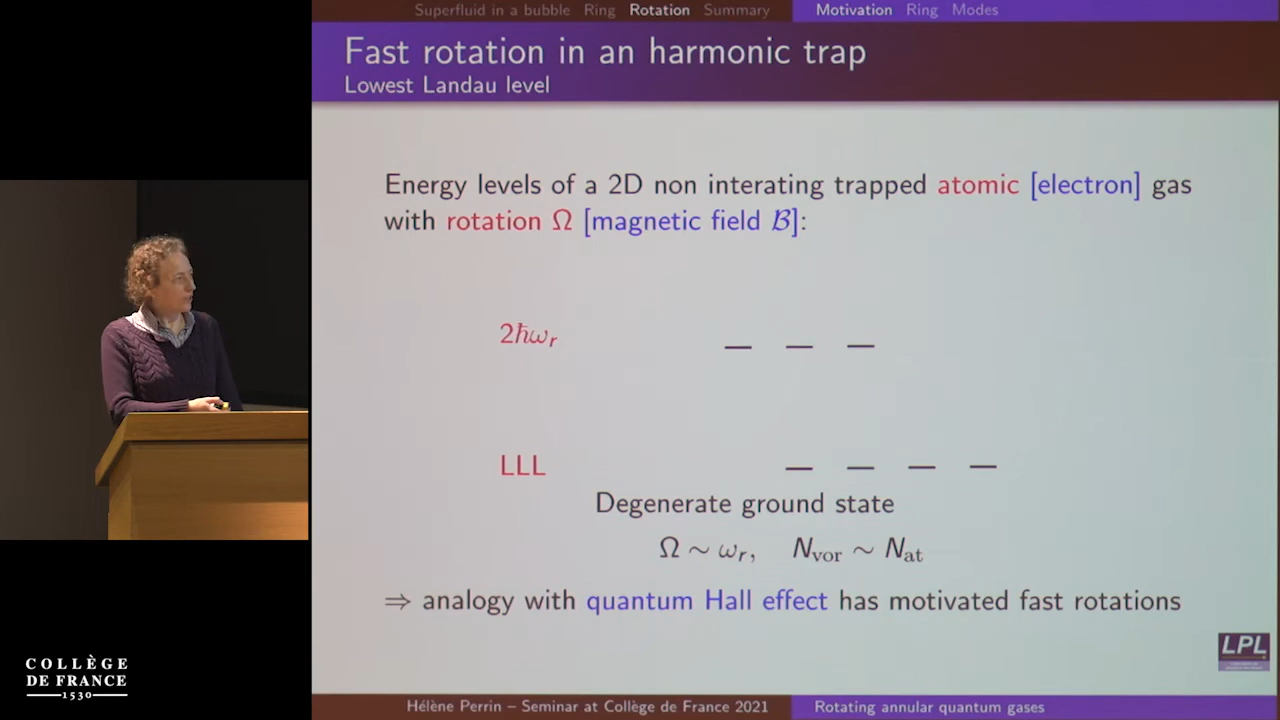 Superfluid in a bubble Ring Rotation Summary Motivation Ring Modes
Fast rotation in an harmonic trap
Lowest Landau level
Energy levels of a 2D non interating trapped atomic [electron] gas
with rotation Ω [magnetic field ℬ]:
2ℏωᵣ
LLL
Degenerate ground state
Ω ∼ ωᵣ, N_vor ∼ N_at
⇒ analogy with quantum Hall effect has motivated fast rotations
LPL
COLLÈGE
DE FRANCE
1530
Hélène Perrin – Seminar at Collège de France 2021 Rotating annular quantum gases